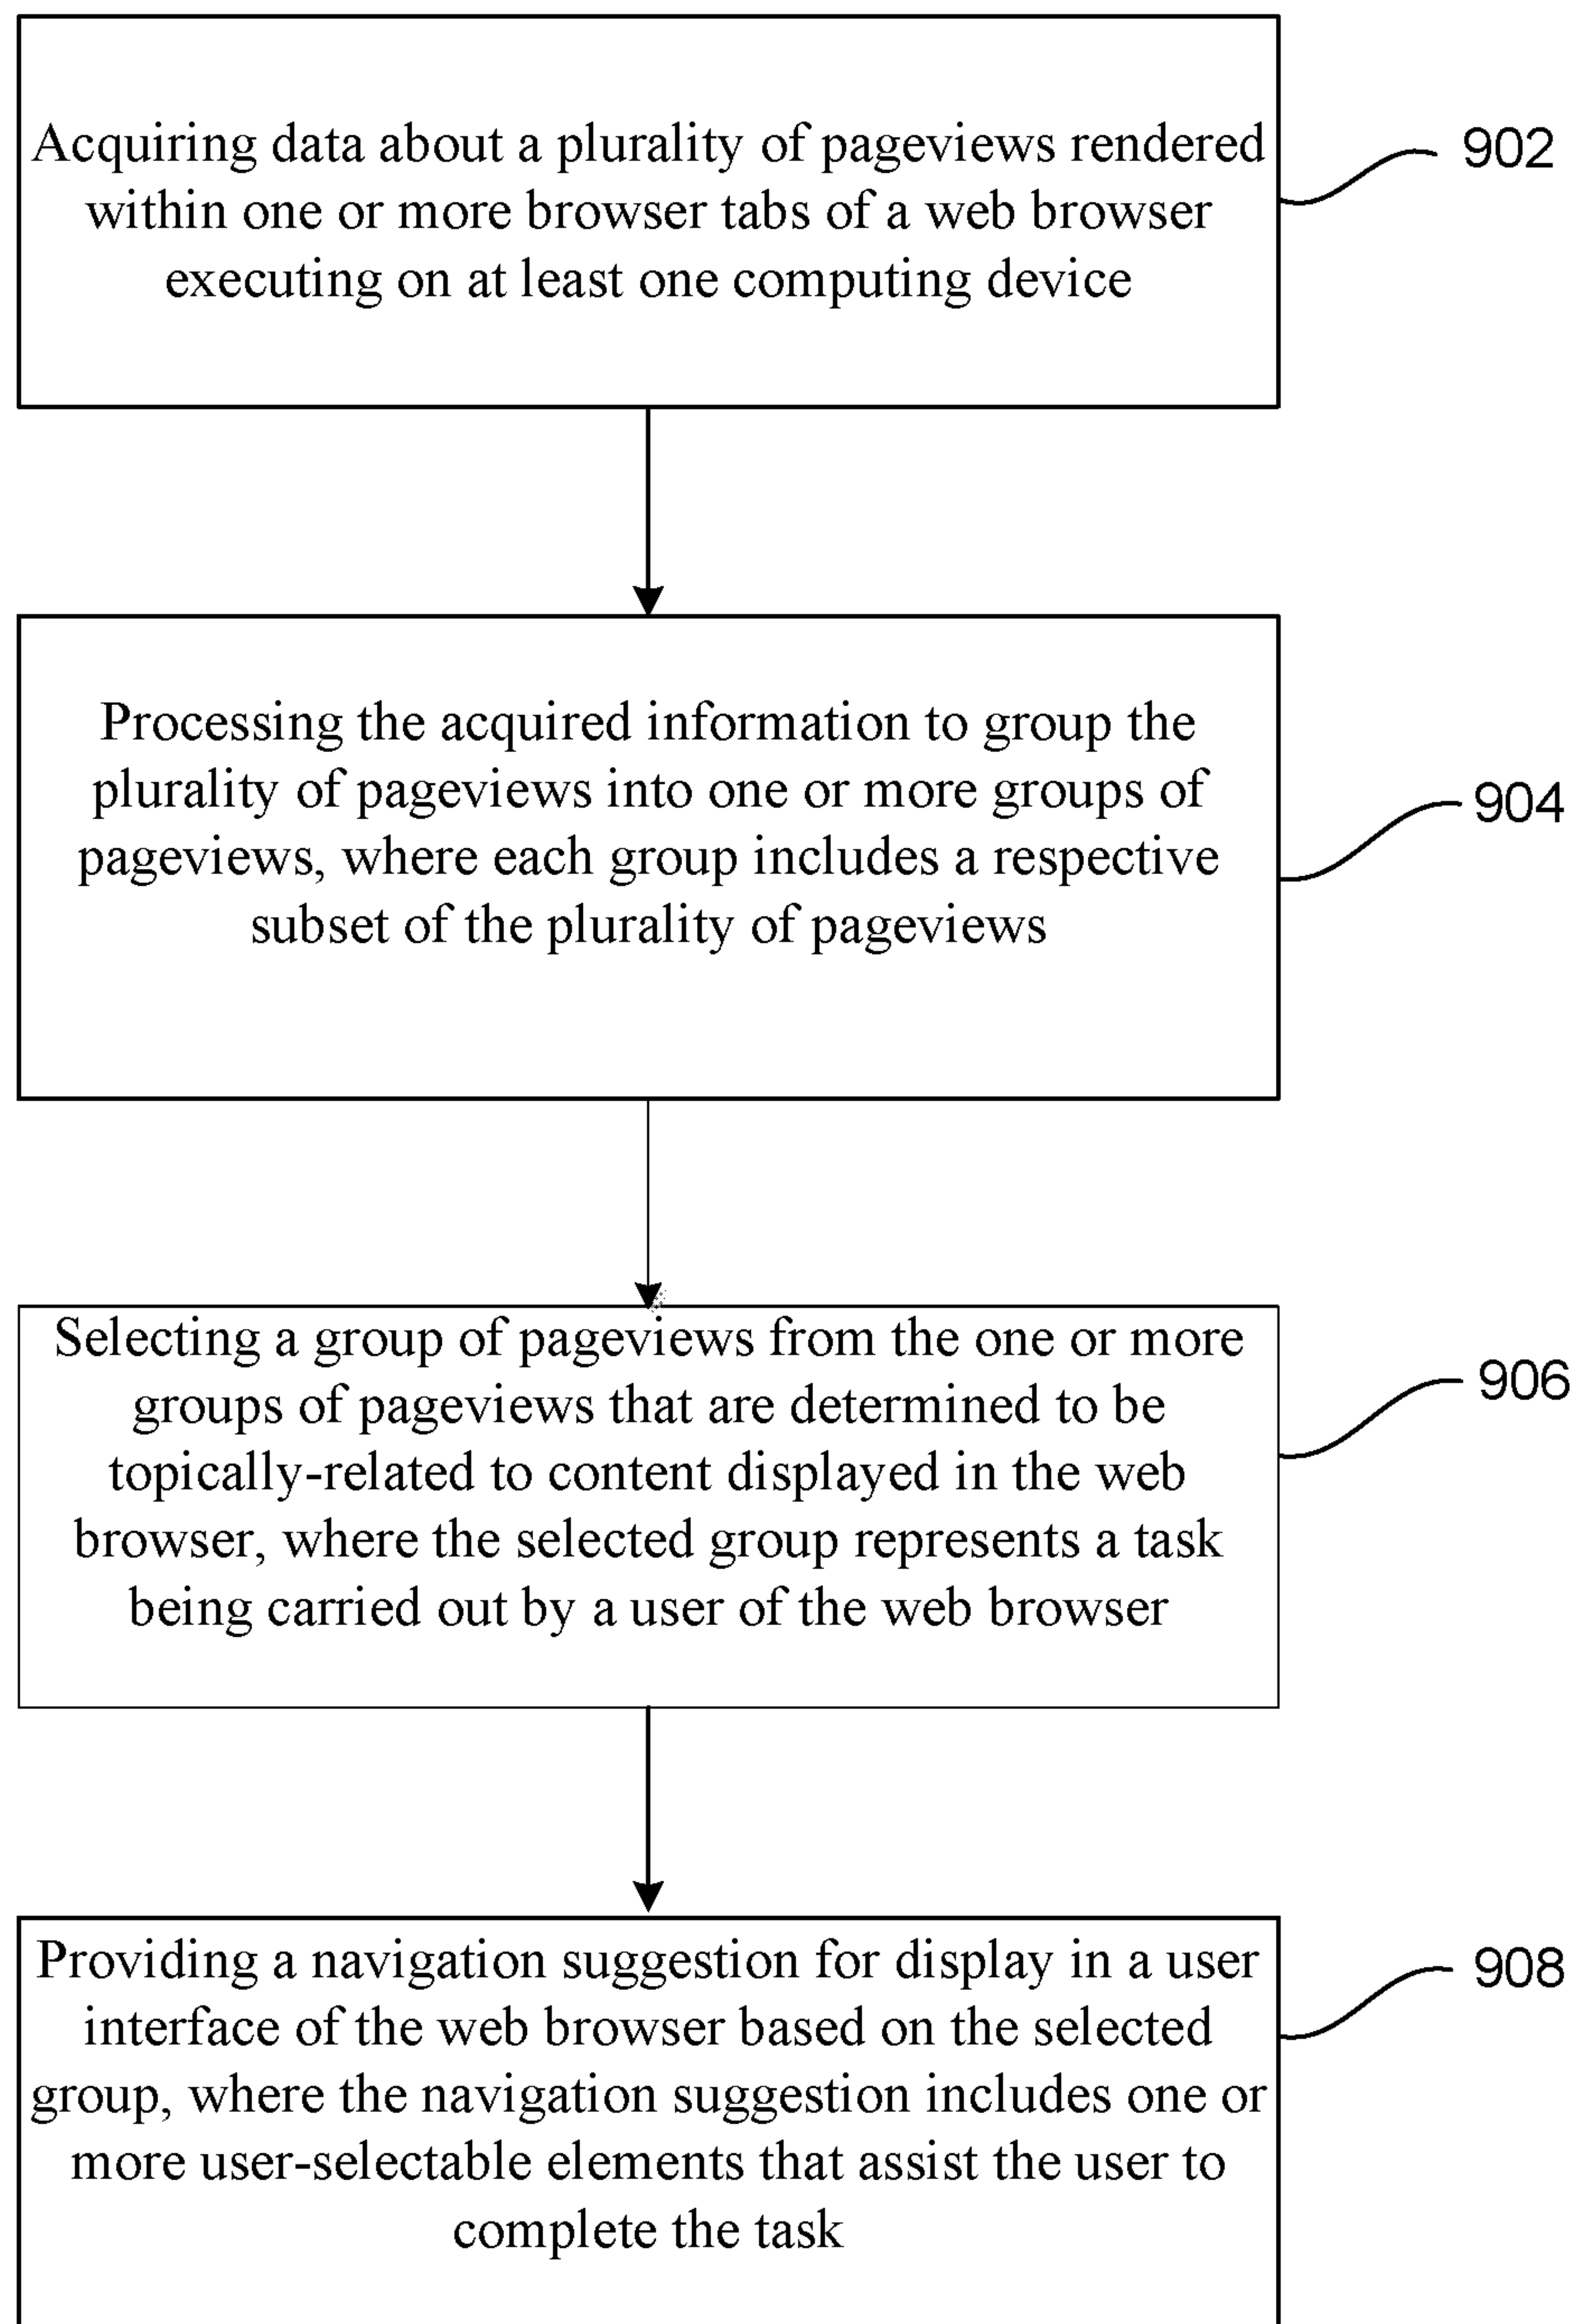 Acquiring data about a plurality of pageviews rendered
within one or more browser tabs of a web browser
executing on at least one computing device
902
Processing the acquired information to group the
plurality of pageviews into one or more groups of
pageviews, where each group includes a respective
subset of the plurality of pageviews
904
Selecting a group of pageviews from the one or more
groups of pageviews that are determined to be
topically-related to content displayed in the web
browser, where the selected group represents a task
being carried out by a user of the web browser
906
Providing a navigation suggestion for display in a user
interface of the web browser based on the selected
group, where the navigation suggestion includes one or
more user-selectable elements that assist the user to
complete the task
908